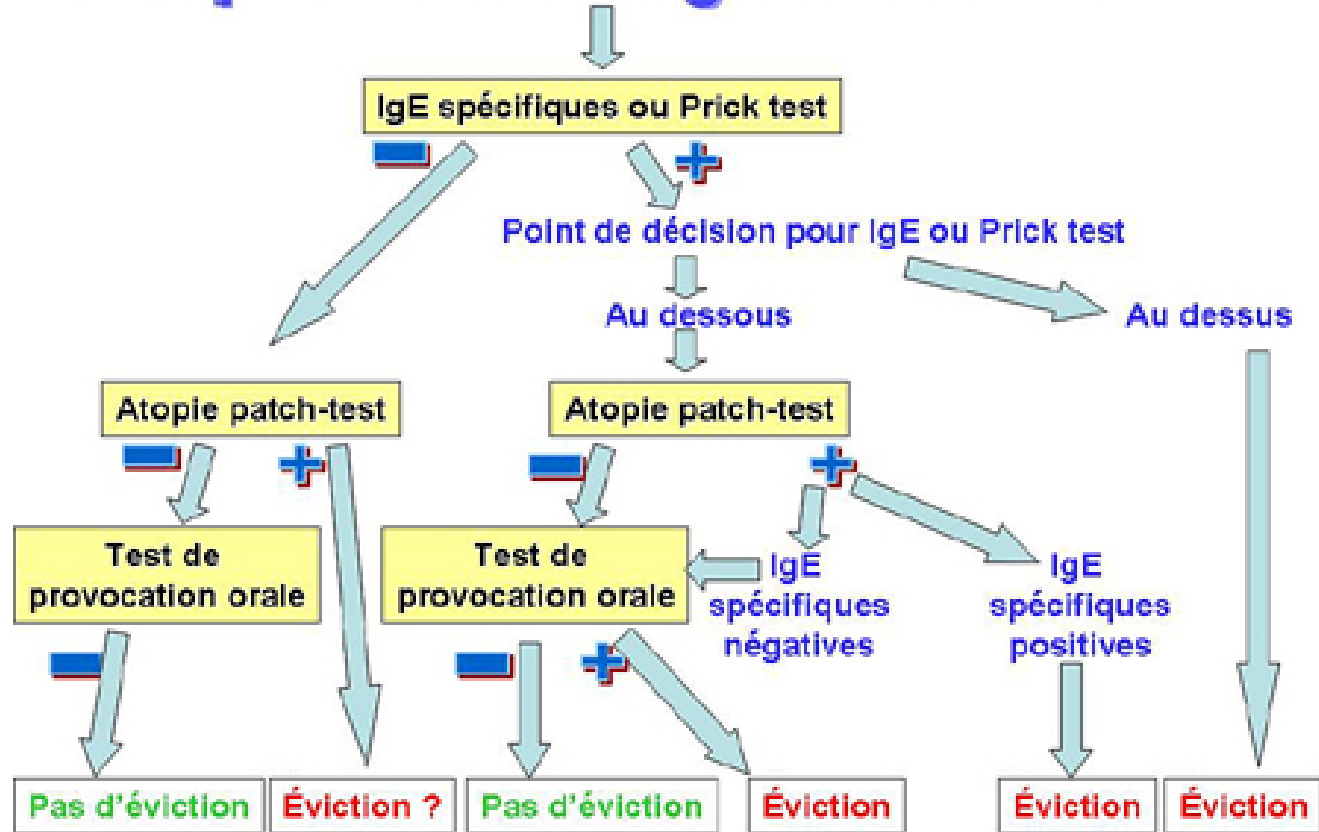 IgE spécifiques ou Prick test
Point de décision pour IgE ou Prick test
Au dessous
Au dessus
Atopie patch-test
Atopie patch-test
Test de
provocation orale
Test de
provocation orale
IgE
spécifiques
négatives
IgE
spécifiques
positives
Pas d'éviction
Éviction ?
Pas d'éviction
Éviction
Éviction
Éviction